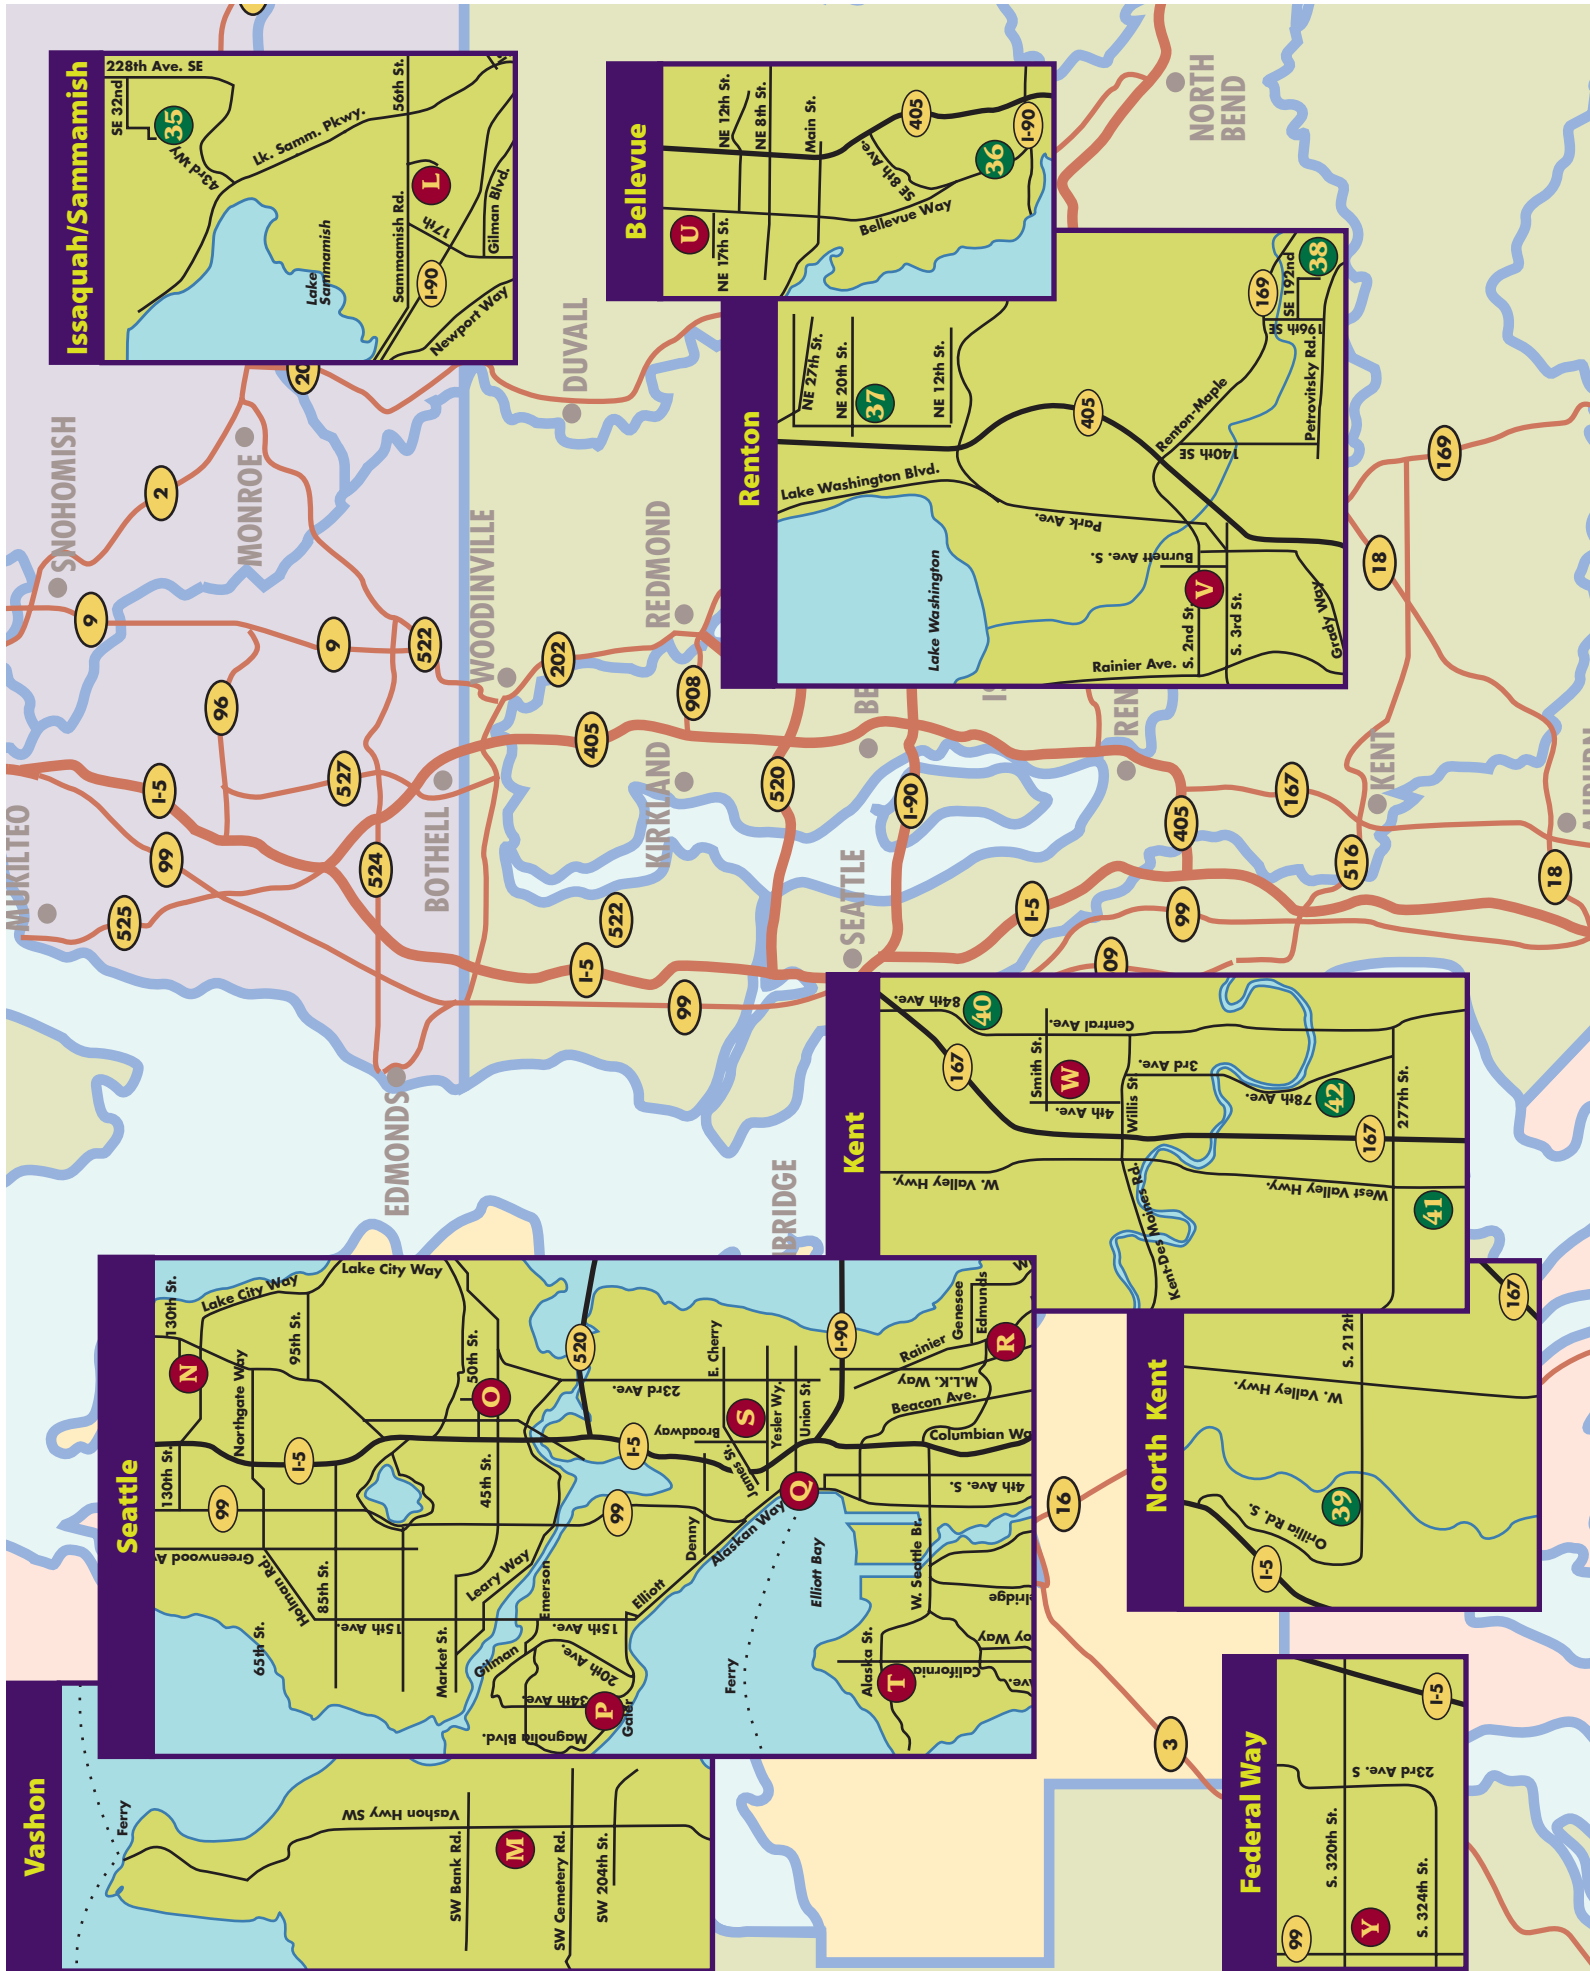 Issaquah/Sammamish
228th Ave. SE
SE 32nd
35
43rd Wy
Lk. Samm. Pkwy.
56th St.
Lake
Sammamish
Sammamish Rd.
L
17th
I-90
Gilman Blvd.
Newport Way
Bellevue
NE 12th St.
NE 8th St.
Main St.
405
I-90
SE 8th Ave.
36
U
NE 17th St.
Bellevue Way
Renton
NE 27th St.
NE 20th St.
37
NE 12th St.
405
169
SE 192nd
38
196th SE
Petrovitsky Rd.
Renton-Maple
140th SE
Lake Washington Blvd.
Park Ave.
Lake Washington
Burnett Ave. S.
V
S. 2nd St.
S. 3rd St.
Rainier Ave.
Grady Way
Kent
84th Ave.
40
167
Central Ave.
Smith St.
W
3rd Ave.
4th Ave.
Willis St.
78th Ave.
42
277th St.
167
W. Valley Hwy.
Kent-Des Moines Rd.
West Valley Hwy.
41
Seattle
130th St.
Lake City Way
Lake City Way
N
Northgate Way
95th St.
50th St.
O
520
E. Cherry
23rd Ave.
I-90
Genesee
Edmunds
Rainier
R
M.L.K. Way
Beacon Ave.
S
Yesler Wy.
Union St.
Broadway
James St.
130th St.
I-5
I-5
45th St.
Columbian Wa
99
99
Denny
Alaskan Way
Q
4th Ave. S.
Greenwood Av
Holman Rd.
85th St.
15th Ave.
Leary Way
Emerson
15th Ave.
Elliott
Elliott Bay
W. Seattle Br.
65th St.
Market St.
Gilman
20th Ave.
34th Ave.
P
Galer
Magnolia Blvd.
Ferry
Alaska St.
T
California
elridge
oy Way
Ave.
W
North Kent
167
S. 212th
W. Valley Hwy.
39
Orillia Rd. S.
I-5
Vashon
Ferry
Vashon Hwy SW
SW Bank Rd.
M
SW Cemetery Rd.
SW 204th St.
Federal Way
I-5
23rd Ave S
S. 320th St.
S. 324th St.
99
Y
SNOHOMISH
MONROE
2
20
DUVALL
NORTH
BEND
9
9
522
WOODINVILLE
REDMOND
202
908
96
527
I-5
99
525
524
MUKILTEO
BOTHELL
405
KIRKLAND
520
I-90
BE
IS
REN
522
I-5
99
SEATTLE
I-5
405
167
99
09
516
KENT
AUBURN
18
18
169
EDMONDS
NBRIDGE
16
3